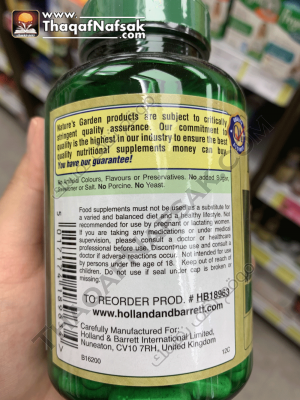 www.ThaqafNafsak.com
Nature's Garden products are subject to critically
stringent quality assurance. Our commitment to
quality is the highest in our industry to ensure the best
quality nutritional supplements money can buy.
You have our guarantee!
No Artificial Colours, Flavours or Preservatives. No added Sugar,
Sweetener or Salt. No Porcine. No Yeast.
Food supplements must not be used as a substitute for
a varied and balanced diet and a healthy lifestyle. Not
recommended for use by pregnant or lactating women.
If you are taking any medications or under medical
supervision, please consult a doctor or healthcare
professional before use. Discontinue use and consult a
doctor if adverse reactions occur. Not intended for use
by persons under the age of 18. Keep out of reach of
children. Do not use if seal under cap is broken or
missing.
TO REORDER PROD. # HB18963
www.hollandandbarrett.com
Carefully Manufactured For:
Holland & Barrett International Limited,
Nuneaton, CV10 7RH, United Kingdom
B16200
12C